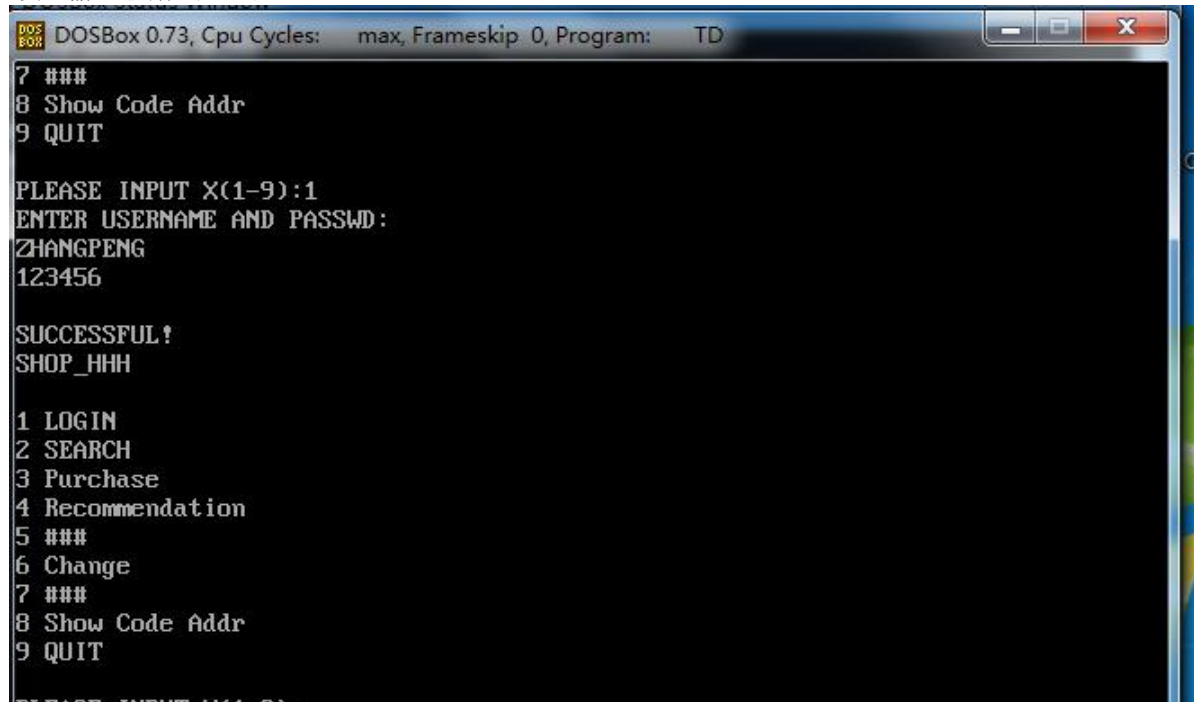 DOSBox 0.73, Cpu Cycles: max, Frameskip 0, Program: TD
7 ###
8 Show Code Addr
9 QUIT
PLEASE INPUT X(1-9):1
ENTER USERNAME AND PASSWD:
ZHANGPENG
123456
SUCCESSFUL!
SHOP_HHH
1 LOGIN
2 SEARCH
3 Purchase
4 Recommendation
5 ###
6 Change
7 ###
8 Show Code Addr
9 QUIT